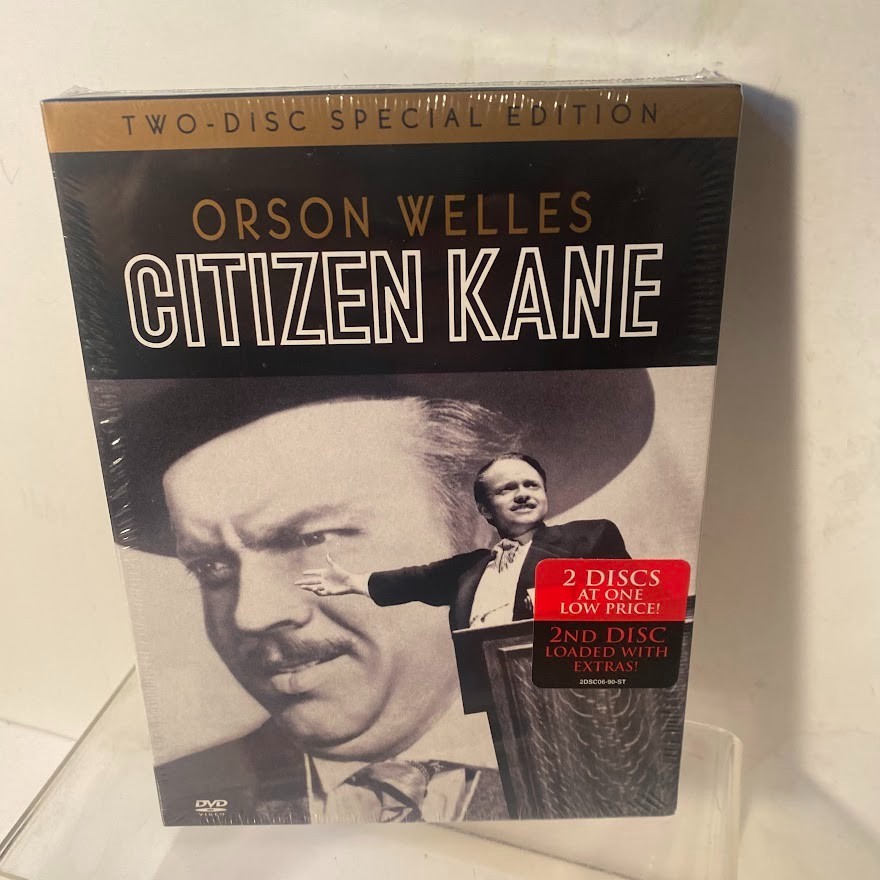 TWO-DISC SPECIAL EDITION
ORSON WELLES
CITIZEN KANE
2 DISCS
AT ONE
LOW PRICE!
2ND DISC
LOADED WITH
EXTRAS!
2DSC06-90-ST
DVD
VIDEO